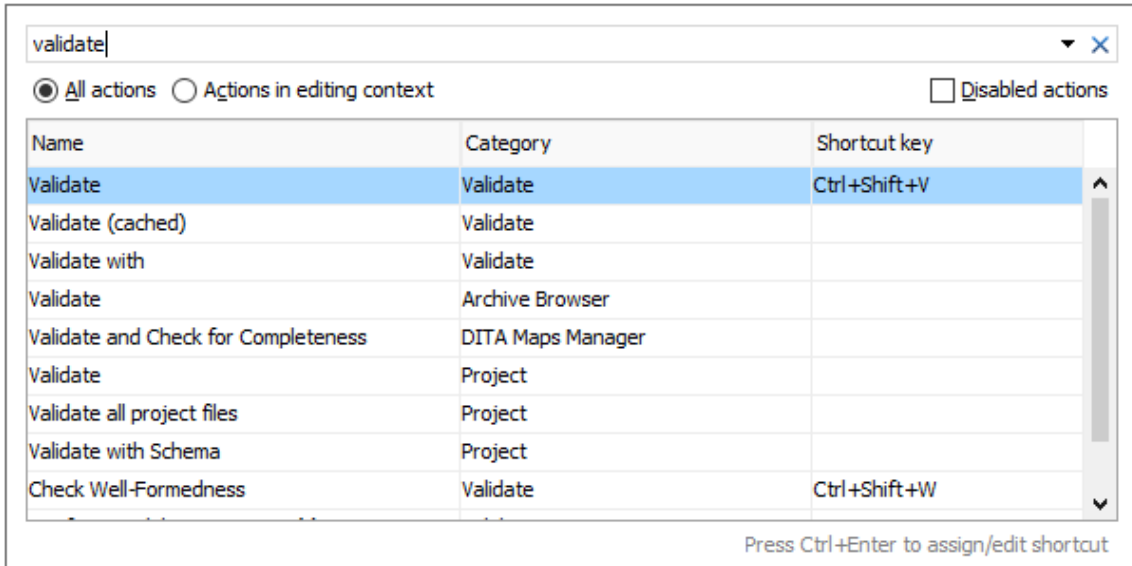 validate
All actions Actions in editing context Disabled actions
Name Category Shortcut key
Validate Validate Ctrl+Shift+V
Validate (cached) Validate
Validate with Validate
Validate Archive Browser
Validate and Check for Completeness DITA Maps Manager
Validate Project
Validate all project files Project
Validate with Schema Project
Check Well-Formedness Validate Ctrl+Shift+W
Press Ctrl+Enter to assign/edit shortcut